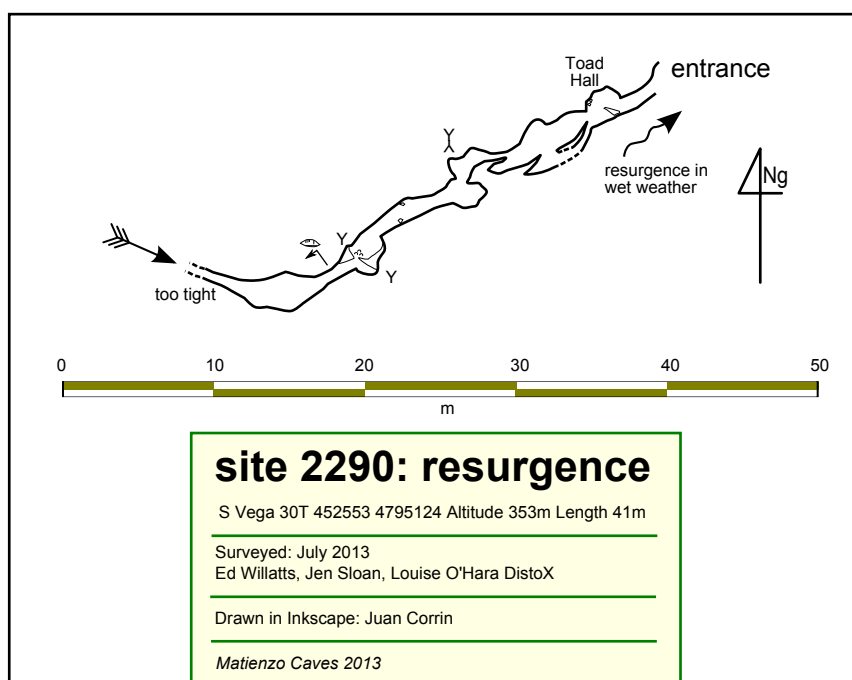 Toad
Hall
entrance
resurgence in
wet weather
Ng
Y
Y
Y
Y
too tight
0 10 20 30 40 50
m
site 2290: resurgence
S Vega 30T 452553 4795124 Altitude 353m Length 41m
Surveyed: July 2013
Ed Willatts, Jen Sloan, Louise O'Hara DistoX
Drawn in Inkscape: Juan Corrin
Matienzo Caves 2013